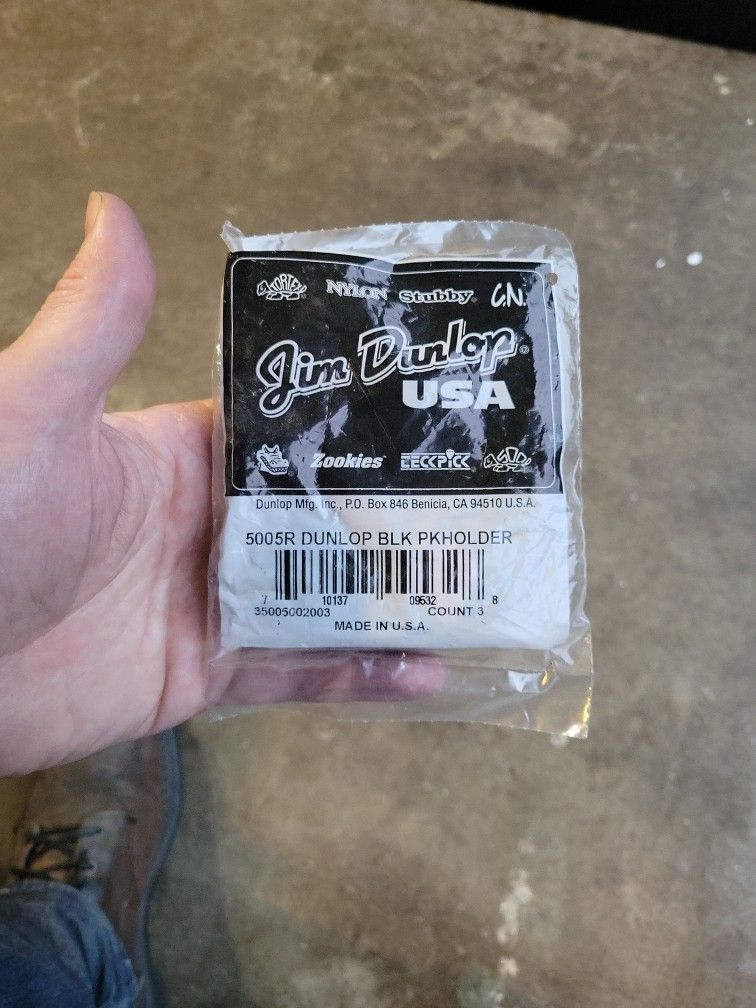 TORTEX NYLON Stubby® G.N.
Jim Dunlop®
USA
Zookies TECKPICK
Dunlop Mfg. Inc., P.O. Box 846 Benicia, CA 94510 U.S.A.
5005R DUNLOP BLK PKHOLDER
7 10137 09532 8
35005002003 COUNT 3
MADE IN U.S.A.